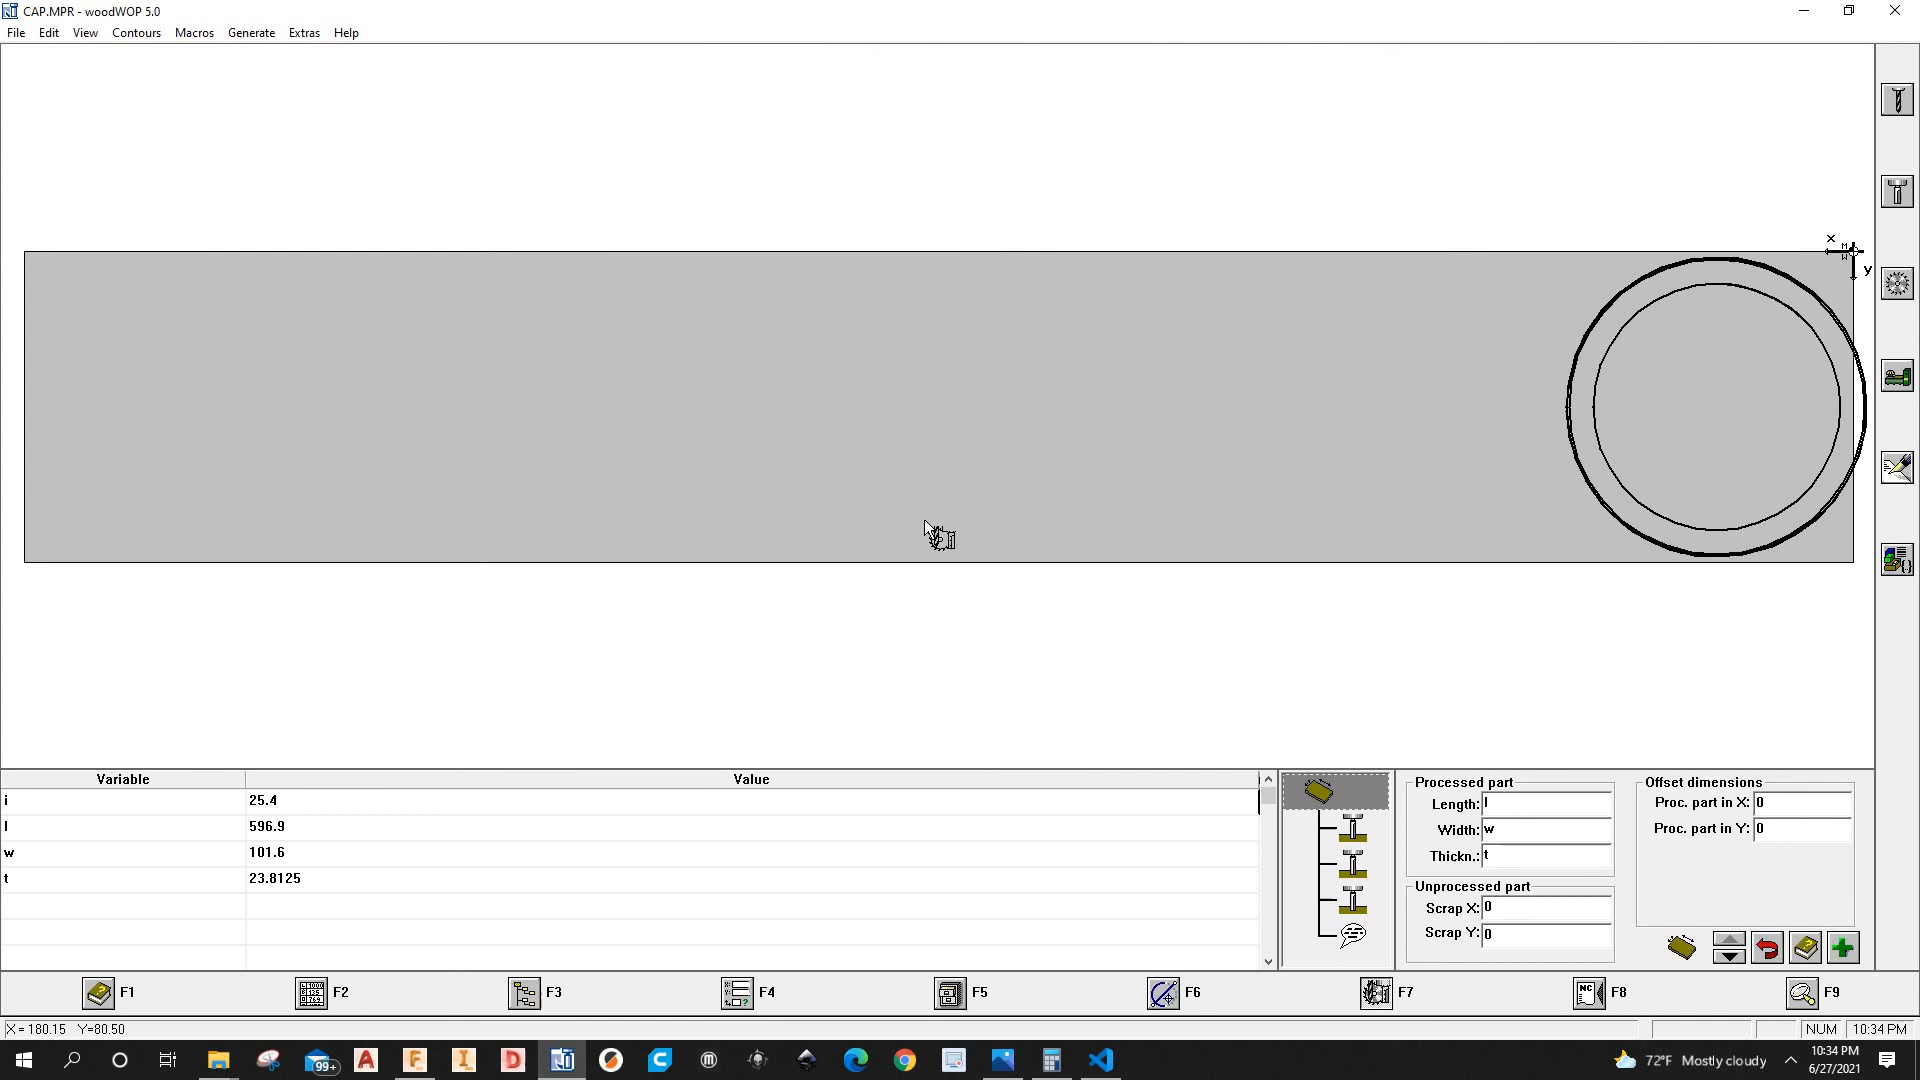 CAP.MPR - woodWOP 5.0
File Edit View Contours Macros Generate Extras Help
x
M
W
y
Variable Value
i 25.4
l 596.9
w 101.6
t 23.8125
Processed part
Length: l
Width: w
Thickn.: t
Unprocessed part
Scrap X: 0
Scrap Y: 0
Offset dimensions
Proc. part in X: 0
Proc. part in Y: 0
F1 F2 F3 F4 F5 F6 F7 F8 F9
NC
X = 180.15 Y=80.50
NUM 10:34 PM
99+
72°F Mostly cloudy
10:34 PM
6/27/2021